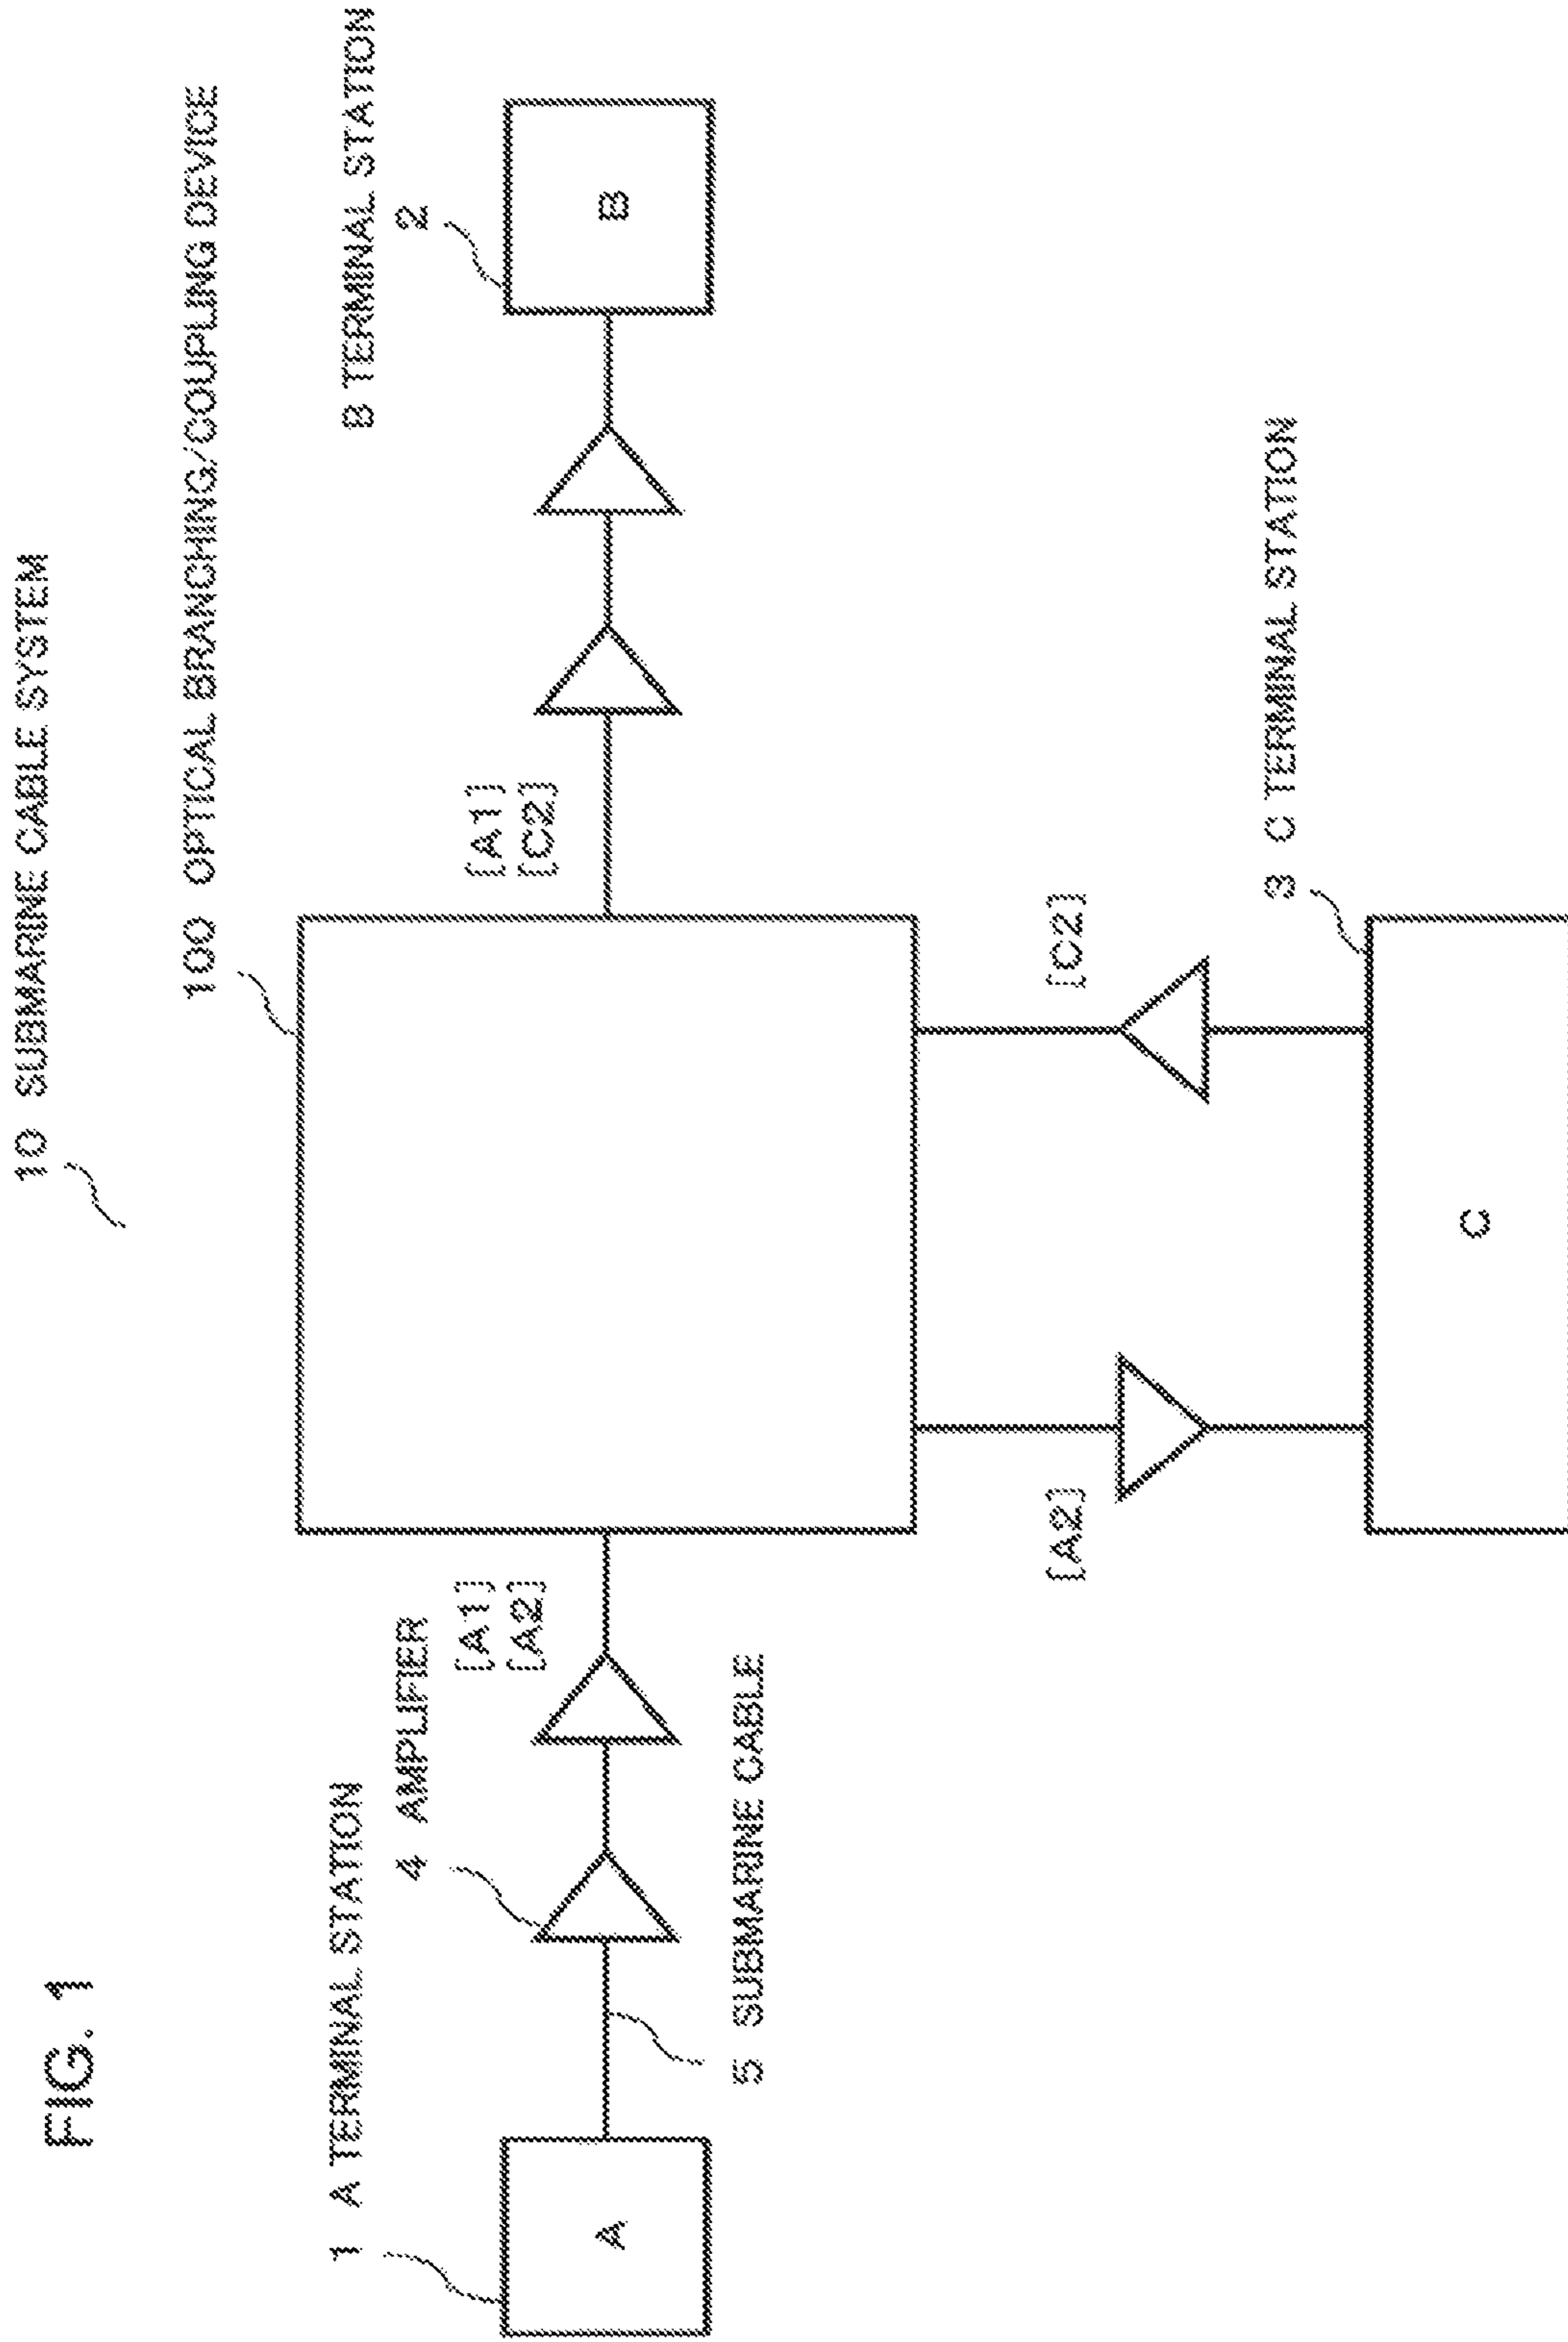 FIG. 1
10 SUBMARINE CABLE SYSTEM
100 OPTICAL BRANCHING/COUPLING DEVICE
1 A TERMINAL STATION
B TERMINAL STATION
2
4 AMPLIFIER
[A1]
[A2]
[A1]
[C2]
A
B
5 SUBMARINE CABLE
[A2]
[C2]
3 C TERMINAL STATION
C